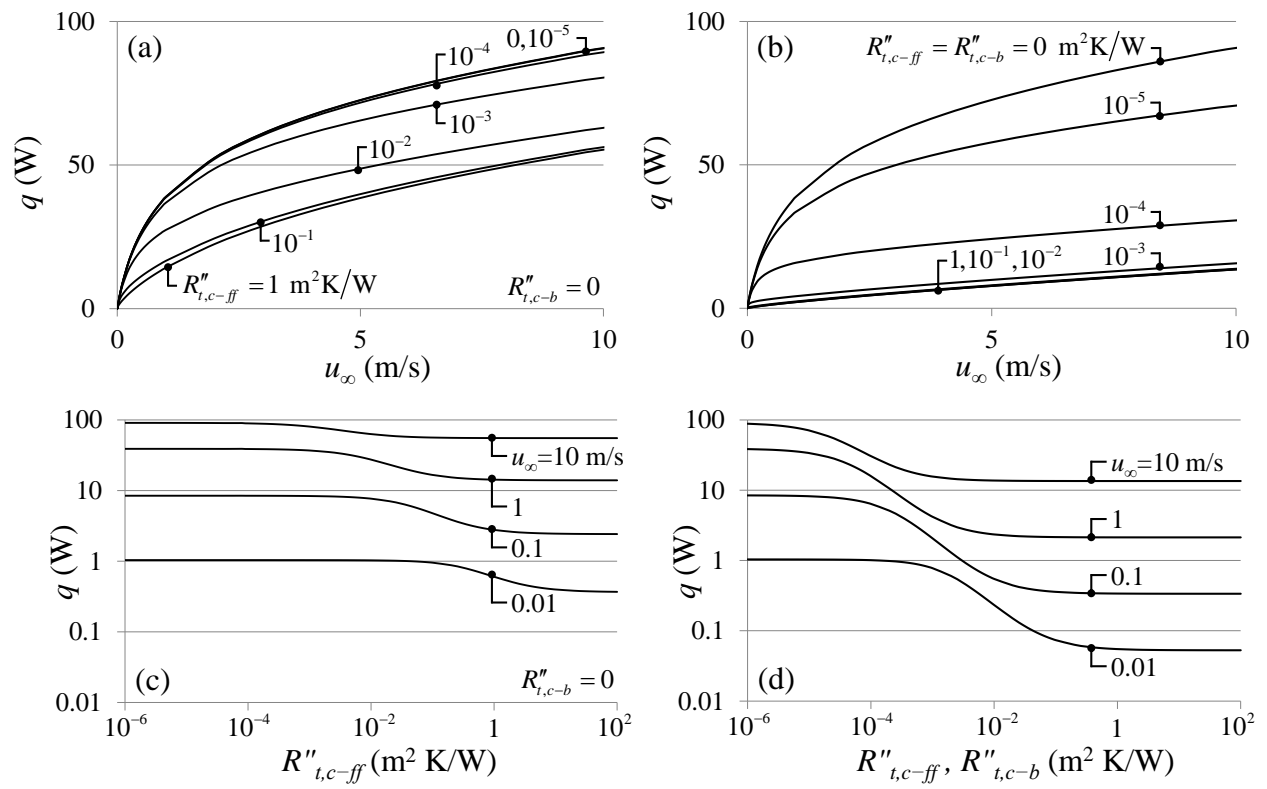 100
50
0
q (W)
(a)
10⁻⁴
0,10⁻⁵
10⁻³
10⁻²
10⁻¹
R″t,c−ff = 1 m²K/W
R″t,c−b = 0
0
5
10
u∞ (m/s)
100
50
0
q (W)
(b)
R″t,c−ff = R″t,c−b = 0 m²K/W
10⁻⁵
10⁻⁴
1,10⁻¹,10⁻²
10⁻³
0
5
10
u∞ (m/s)
100
10
1
0.1
0.01
q (W)
u∞=10 m/s
1
0.1
0.01
(c)
R″t,c−b = 0
10⁻⁶
10⁻⁴
10⁻²
1
10²
R″t,c−ff (m² K/W)
100
10
1
0.1
0.01
q (W)
u∞=10 m/s
1
0.1
0.01
(d)
10⁻⁶
10⁻⁴
10⁻²
1
10²
R″t,c−ff, R″t,c−b (m² K/W)